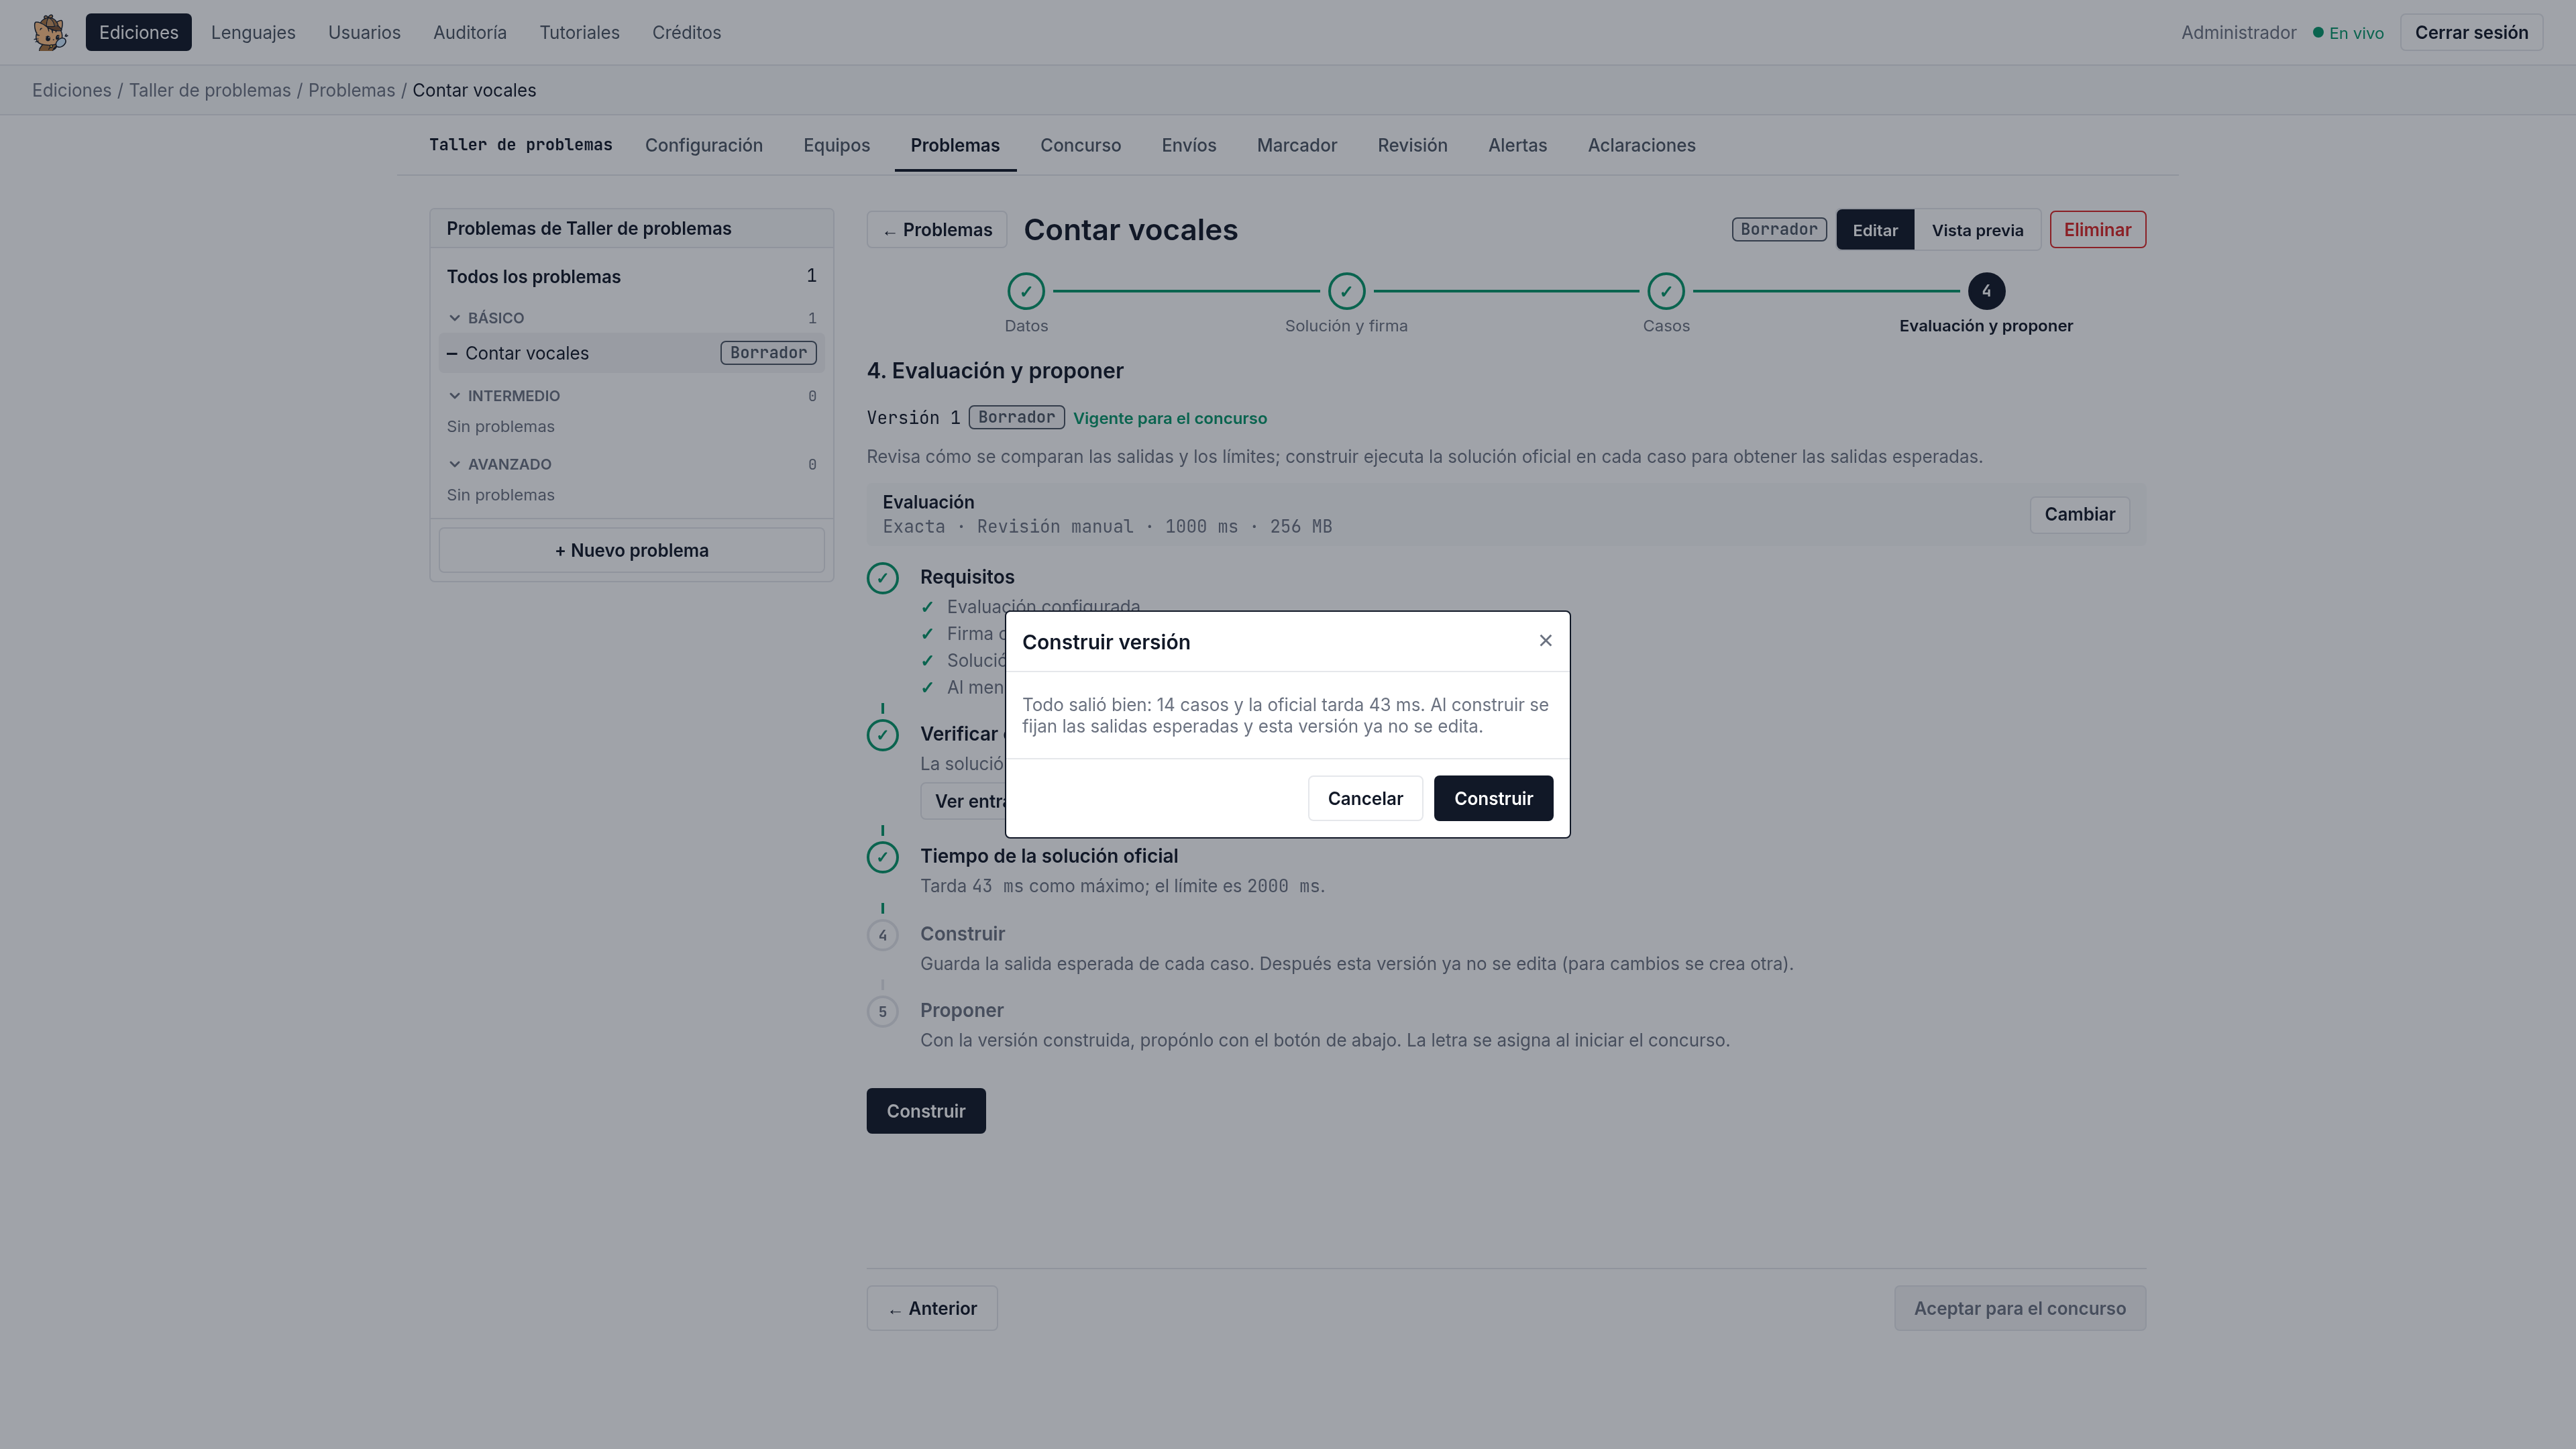 Ediciones Lenguajes Usuarios Auditoría Tutoriales Créditos Administrador En vivo Cerrar sesión
Ediciones / Taller de problemas / Problemas / Contar vocales
Taller de problemas Configuración Equipos Problemas Concurso Envíos Marcador Revisión Alertas Aclaraciones
Problemas de Taller de problemas
Todos los problemas 1
BÁSICO 1
– Contar vocales Borrador
INTERMEDIO 0
Sin problemas
AVANZADO 0
Sin problemas
+ Nuevo problema
← Problemas Contar vocales Borrador Editar Vista previa Eliminar
✓ ✓ ✓ 4
Datos Solución y firma Casos Evaluación y proponer
4. Evaluación y proponer
Versión 1 Borrador Vigente para el concurso
Revisa cómo se comparan las salidas y los límites; construir ejecuta la solución oficial en cada caso para obtener las salidas esperadas.
Evaluación
Exacta · Revisión manual · 1000 ms · 256 MB
Cambiar
✓ Requisitos
✓ Evaluación configurada
✓ Firma
✓
✓ Al men
✓ Verificar
La
Ver
Construir versión ✕
Todo salió bien: 14 casos y la oficial tarda 43 ms. Al construir se
fijan las salidas esperadas y esta versión ya no se edita.
Cancelar Construir
✓ Tiempo de la solución oficial
Tarda 43 ms como máximo; el límite es 2000 ms.
4 Construir
Guarda la salida esperada de cada caso. Después esta versión ya no se edita (para cambios se crea otra).
5 Proponer
Con la versión construida, propónlo con el botón de abajo. La letra se asigna al iniciar el concurso.
Construir
← Anterior Aceptar para el concurso